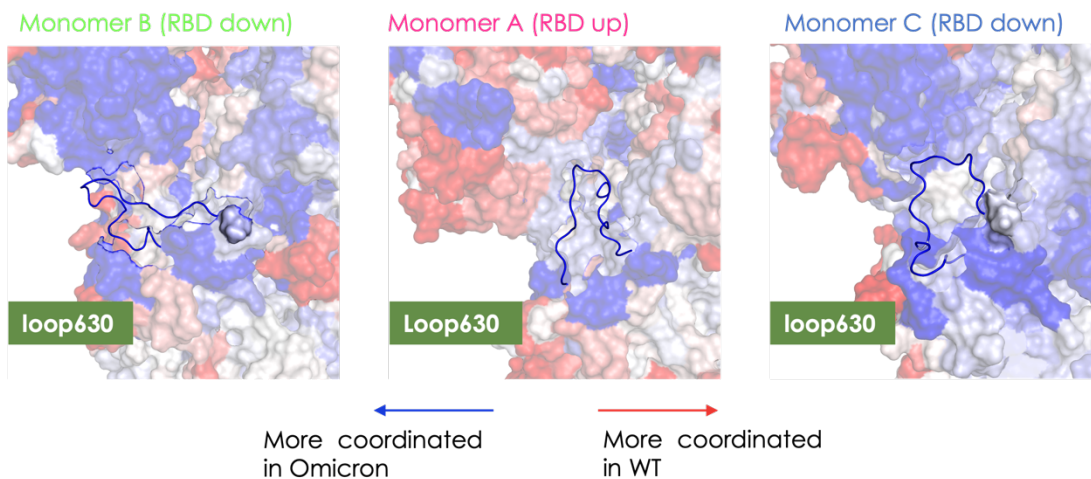 Monomer B (RBD down)
Monomer A (RBD up)
Monomer C (RBD down)
loop630
Loop630
loop630
More coordinated
in Omicron
More coordinated
in WT